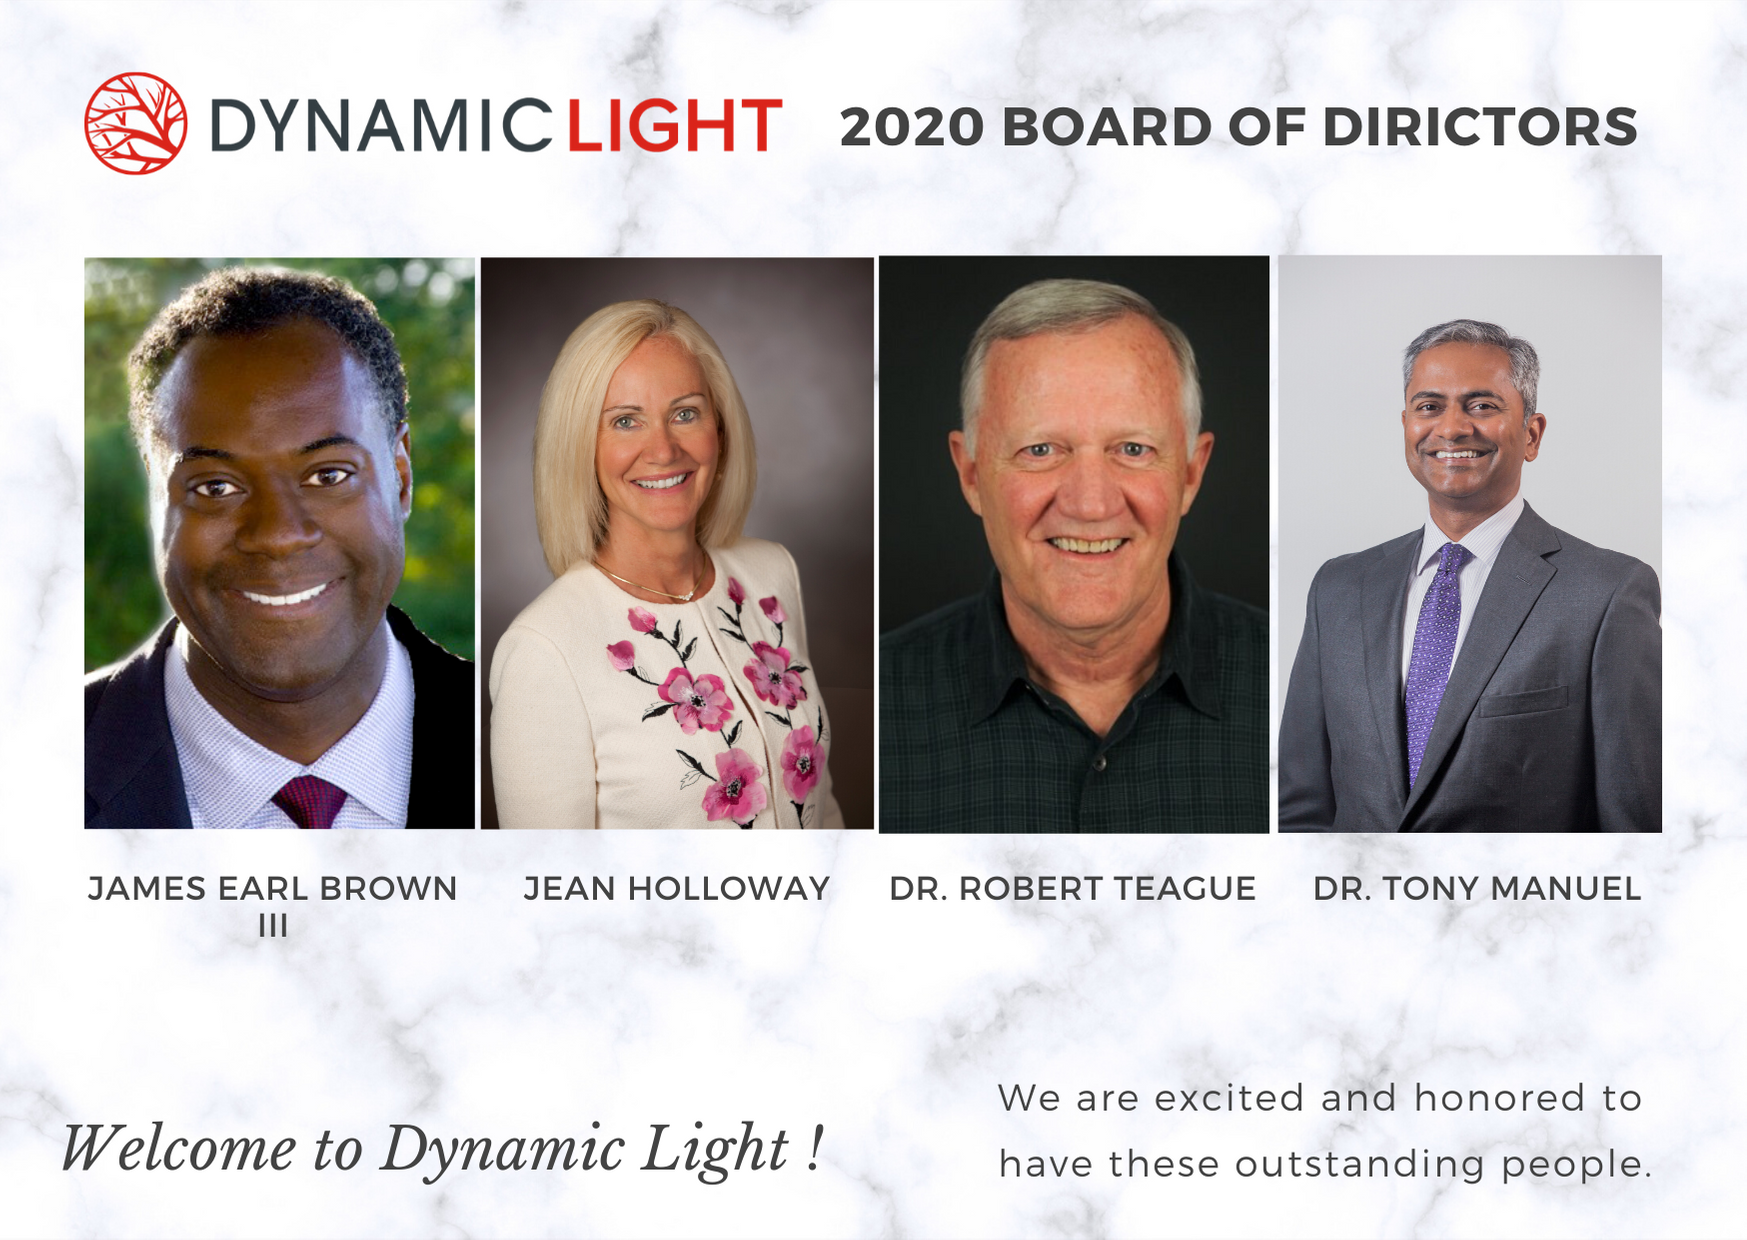 DYNAMIC LIGHT
2020 BOARD OF DIRICTORS
JAMES EARL BROWN
III
JEAN HOLLOWAY
DR. ROBERT TEAGUE
DR. TONY MANUEL
Welcome to Dynamic Light !
We are excited and honored to
have these outstanding people.